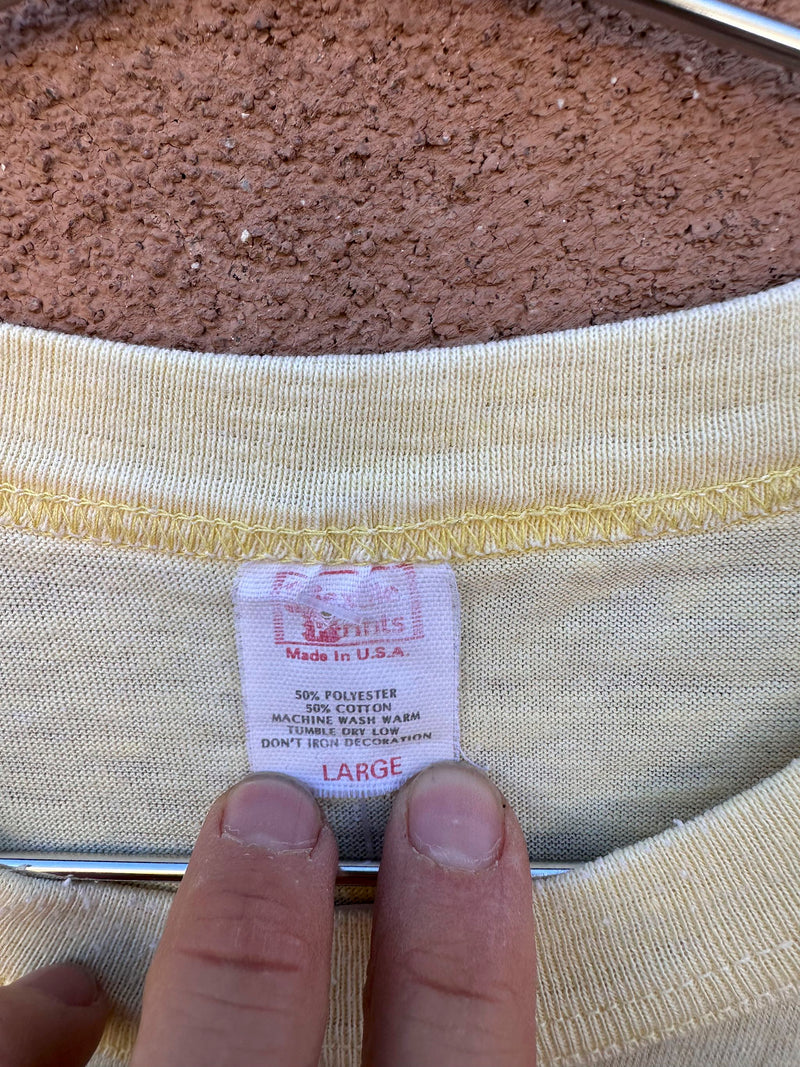 Made In U.S.A.
50% POLYESTER
50% COTTON
MACHINE WASH WARM
TUMBLE DRY LOW
DON'T IRON DECORATION
LARGE